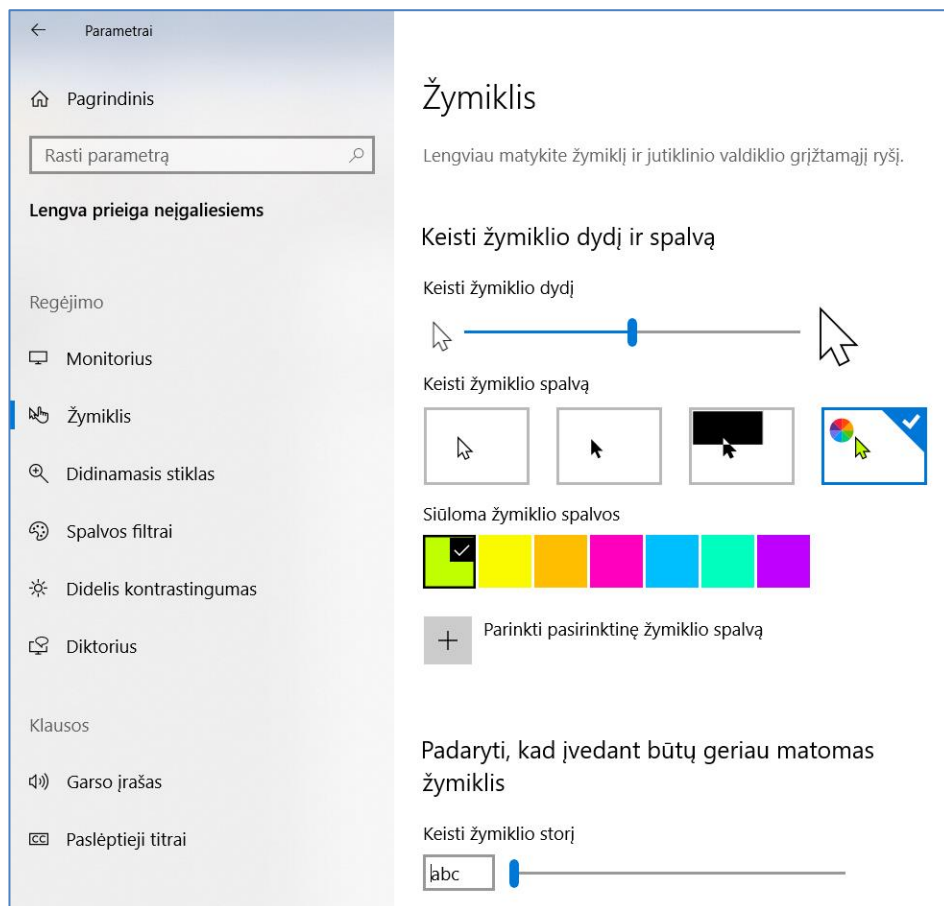 Parametrai
Pagrindinis
Rasti parametrą
Lengva prieiga neįgaliesiems
Regėjimo
Monitorius
Žymiklis
Didinamasis stiklas
Spalvos filtrai
Didelis kontrastingumas
Diktorius
Klausos
Garso įrašas
Paslėptieji titrai
Žymiklis
Lengviau matykite žymiklį ir jutiklinio valdiklio grįžtamąjį ryšį.
Keisti žymiklio dydį ir spalvą
Keisti žymiklio dydį
Keisti žymiklio spalvą
Siūloma žymiklio spalvos
Parinkti pasirinktinę žymiklio spalvą
Padaryti, kad įvedant būtų geriau matomas
žymiklis
Keisti žymiklio storį
abc